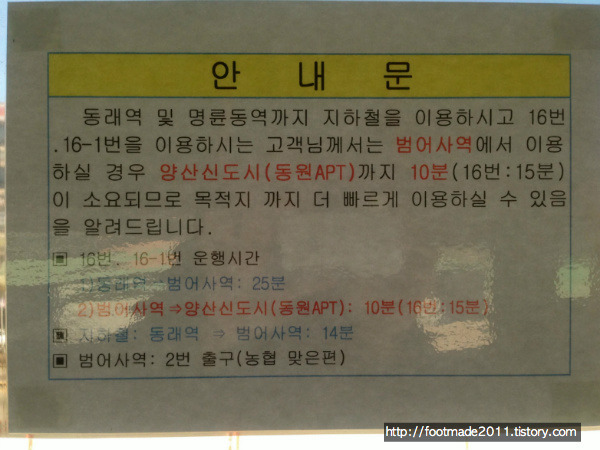 안 내 문
동래역 및 명륜동역까지 지하철을 이용하시고 16번
.16-1번을 이용하시는 고객님께서는 범어사역에서 이용
하실 경우 양산신도시(동원APT)까지 10분(16번:15분)
이 소요되므로 목적지 까지 더 빠르게 이용하실 수 있음
을 알려드립니다.
▣ 16번. 16-1번 운행시간
1)동래역⇒범어사역: 25분
2)범어사역⇒양산신도시(동원APT): 10분(16번:15분)
▣ 지하철: 동래역 ⇒ 범어사역: 14분
▣ 범어사역: 2번 출구(농협 맞은편)
http://footmade2011.tistory.com